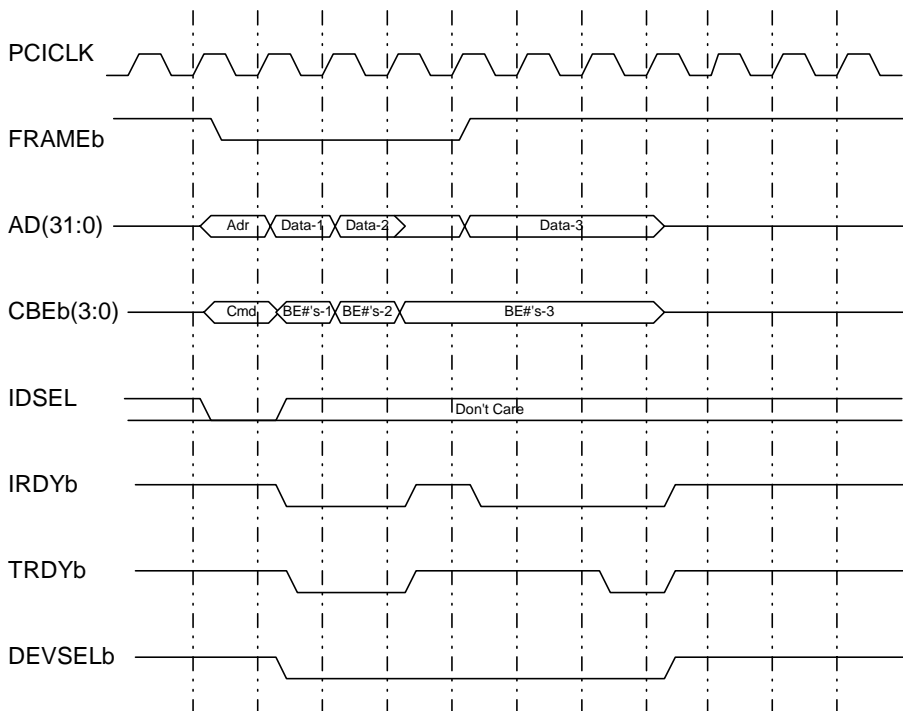 PCICLK
FRAMEb
AD(31:0)
Adr
Data-1
Data-2
Data-3
CBEb(3:0)
Cmd
BE#'s-1
BE#'s-2
BE#'s-3
IDSEL
Don't Care
IRDYb
TRDYb
DEVSELb